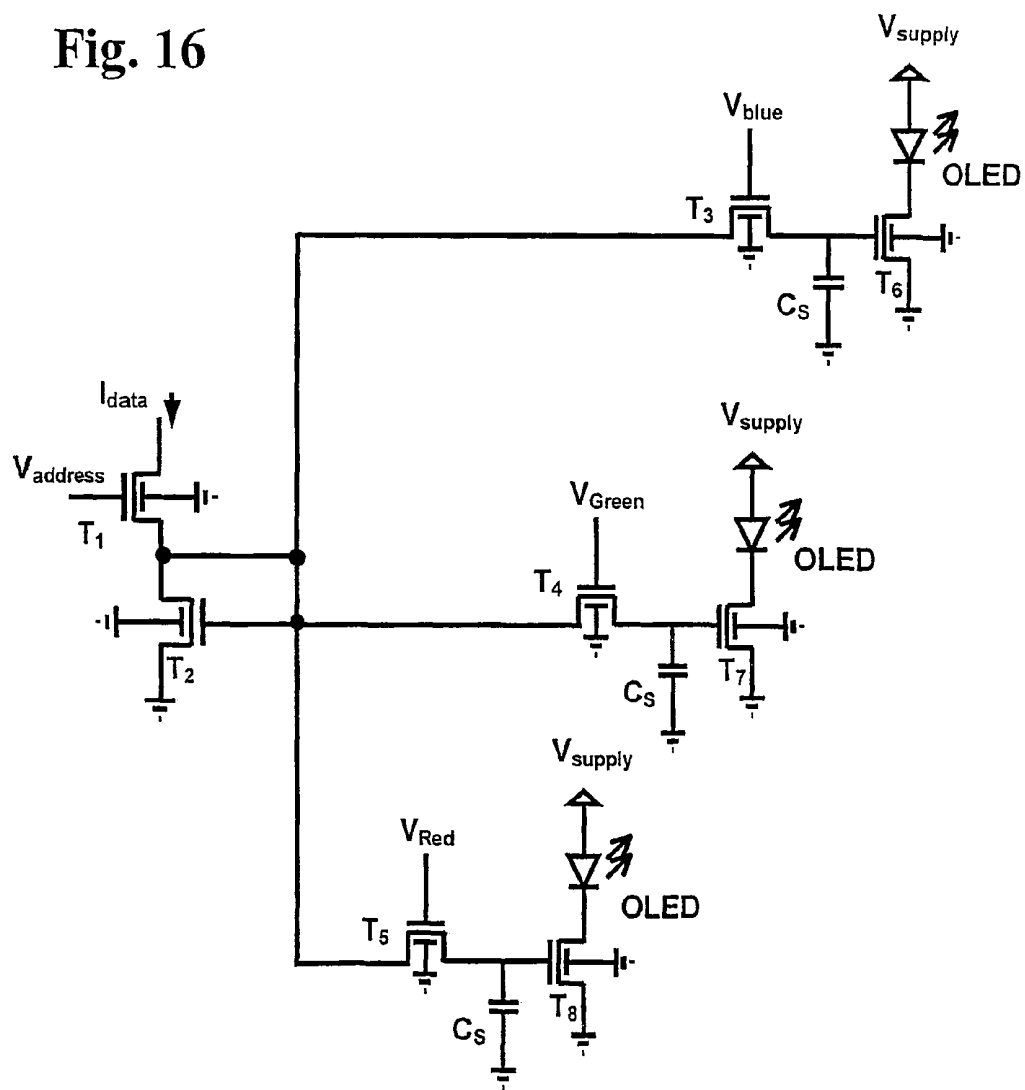 Fig. 16
V_supply
V_blue
OLED
T_3
T_6
C_S
I_data
V_address
T_1
T_2
V_supply
V_Green
OLED
T_4
T_7
C_S
V_supply
V_Red
OLED
T_5
T_8
C_S